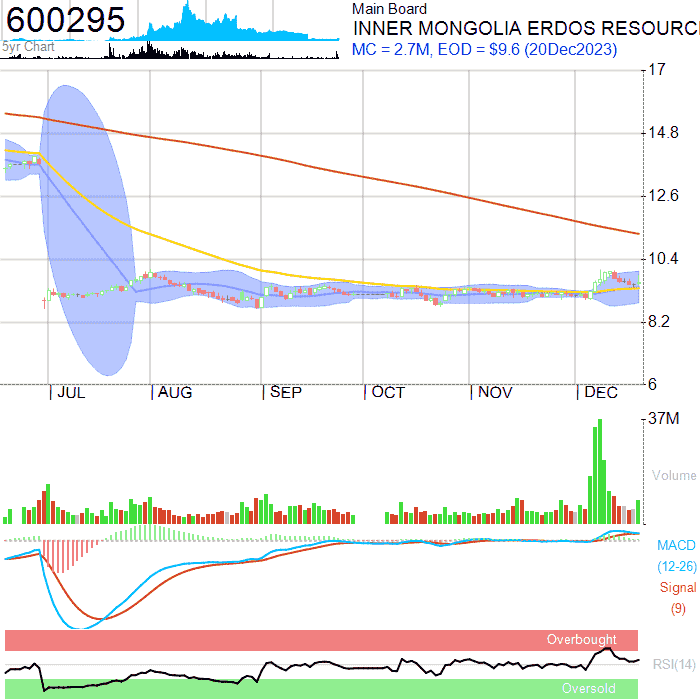 600295
5yr Chart
Main Board
INNER MONGOLIA ERDOS RESOURC
MC = 2.7M, EOD = $9.6 (20Dec2023)
17
14.8
12.6
10.4
8.2
6
JUL AUG SEP OCT NOV DEC
37M
Volume
MACD
(12-26)
Signal
(9)
Overbought
RSI(14)
Oversold